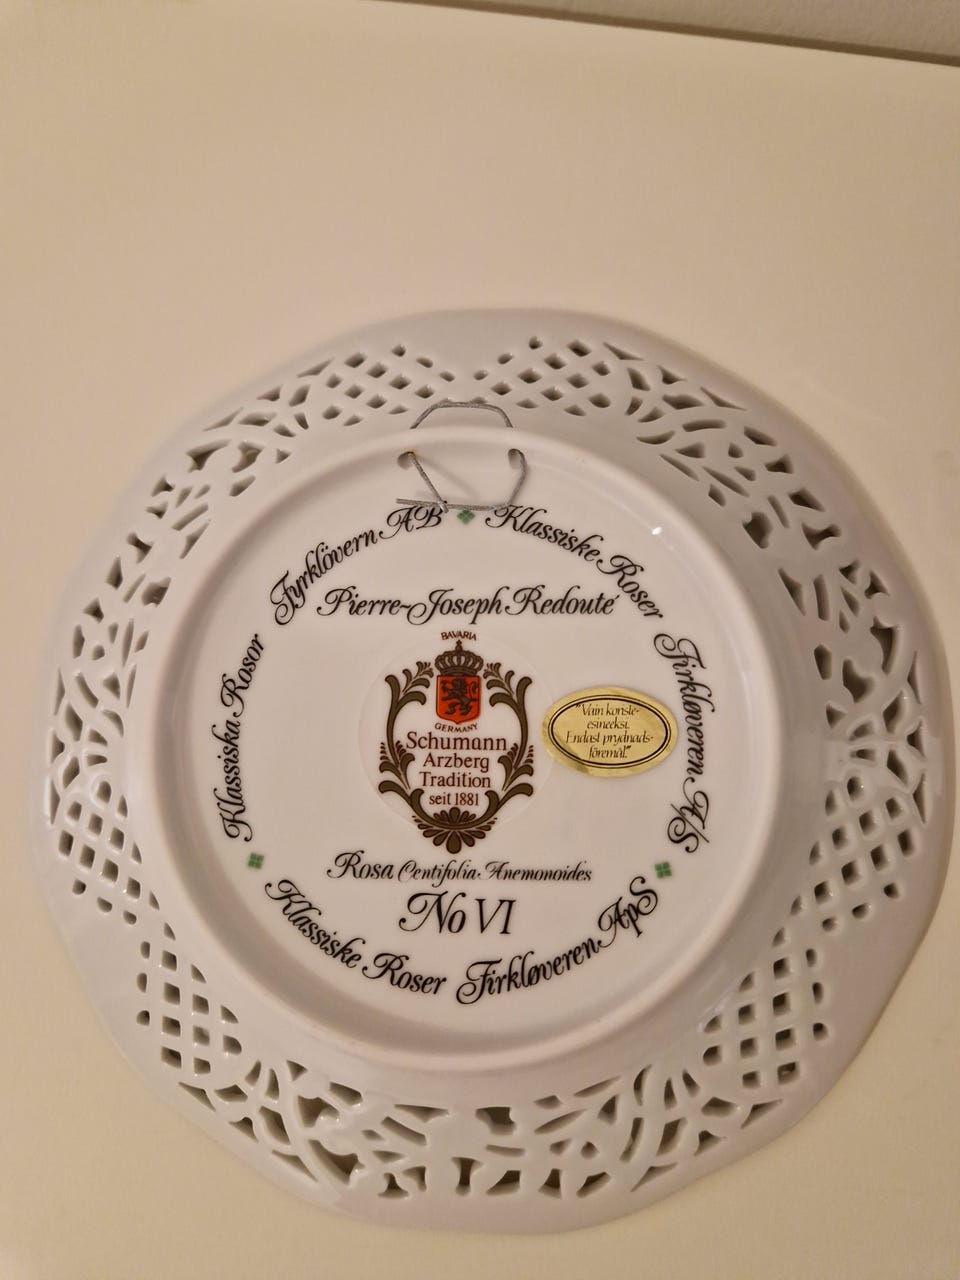 Fyrklövern AB
Klassiske Roser
Firkløveren A/S
Klassiske Roser
Firkløveren ApS
Klassiska Rosor
Pierre-Joseph Redouté
BAVARIA
GERMANY
Schumann
Arzberg
Tradition
seit 1881
"Vain koriste-
esineeksi.
Endast prydnads-
föremål."
Rosa Centifolia Anemonoides
No VI